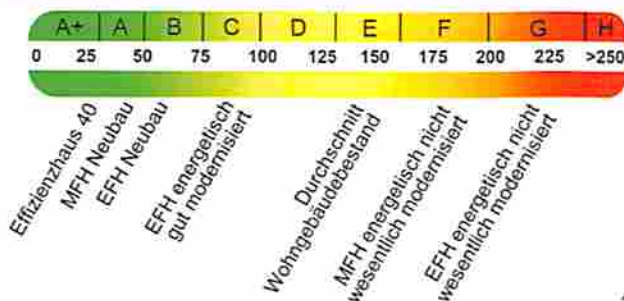 A+ A B C D E F G H
0 25 50 75 100 125 150 175 200 225 >250
Effizienzhaus 40
MFH Neubau
EFH Neubau
EFH energetisch
gut modernisiert
Durchschnitt
Wohngebäudebestand
MFH energetisch nicht
wesentlich modernisiert
EFH energetisch nicht
wesentlich modernisiert